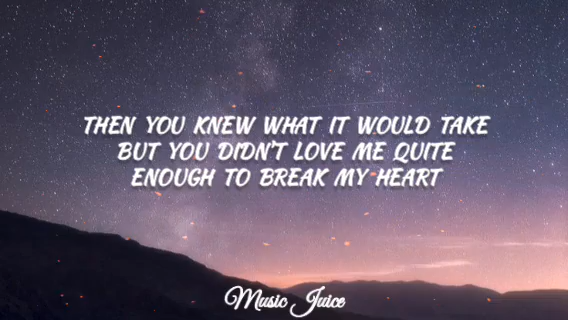 THEN YOU KNEW WHAT IT WOULD TAKE
BUT YOU DIDN'T LOVE ME QUITE
ENOUGH TO BREAK MY HEART
Music Juice